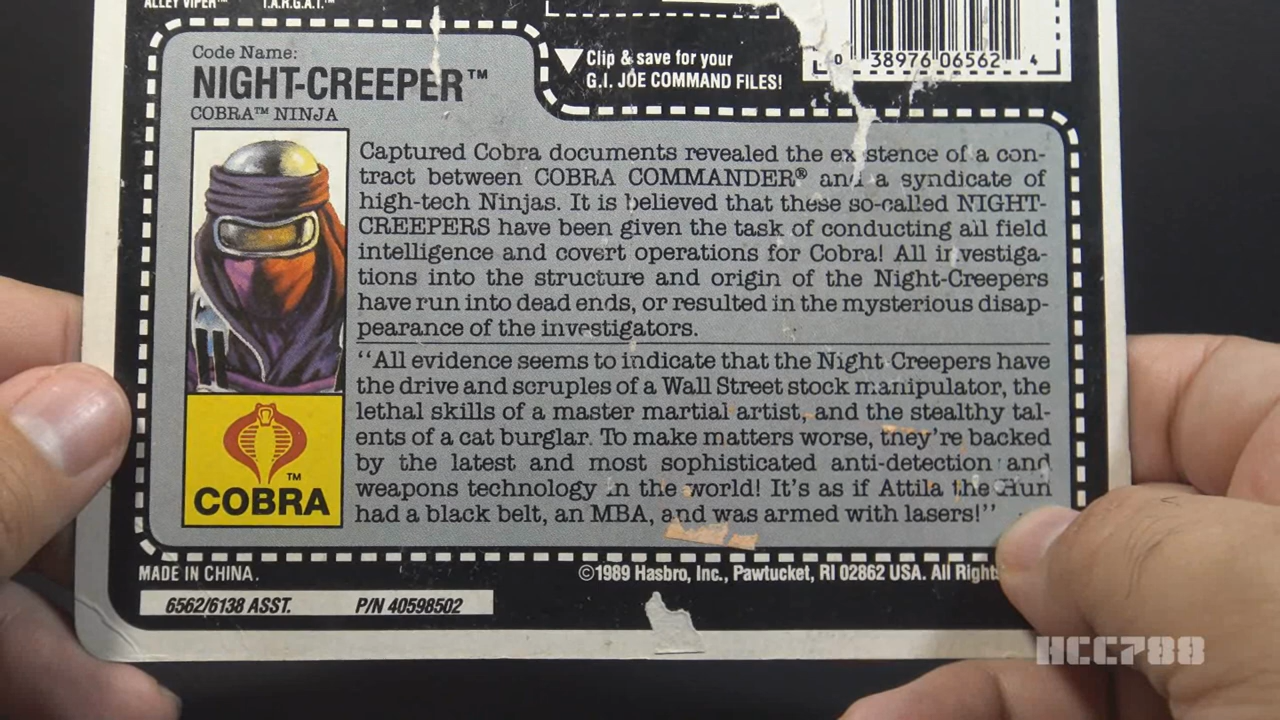 ALLEY VIPER™ T.A.R.G.A.T.™
Code Name:
NIGHT-CREEPER™
COBRA™ NINJA
Clip & save for your
G.I. JOE COMMAND FILES!
0 38976 06562 4
Captured Cobra documents revealed the existence of a con-
tract between COBRA COMMANDER® and a syndicate of
high-tech Ninjas. It is believed that these so-called NIGHT-
CREEPERS have been given the task of conducting all field
intelligence and covert operations for Cobra! All investiga-
tions into the structure and origin of the Night-Creepers
have run into dead ends, or resulted in the mysterious disap-
pearance of the investigators.
"All evidence seems to indicate that the Night Creepers have
the drive and scruples of a Wall Street stock manipulator, the
lethal skills of a master martial artist, and the stealthy tal-
ents of a cat burglar. To make matters worse, they're backed
by the latest and most sophisticated anti-detection and
weapons technology in the world! It's as if Attila the Hun
had a black belt, an MBA, and was armed with lasers!"
™
COBRA
MADE IN CHINA.
©1989 Hasbro, Inc., Pawtucket, RI 02862 USA. All Rights
6562/6138 ASST. P/N 40598502
HCC788